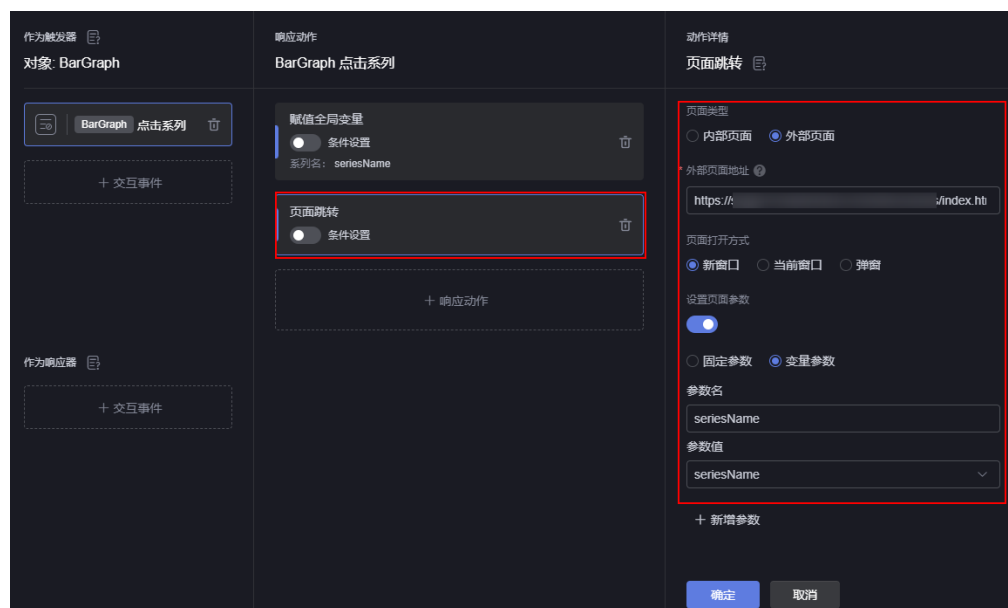 作为触发器
对象: BarGraph
BarGraph 点击系列
+ 交互事件
作为响应器
+ 交互事件
响应动作
BarGraph 点击系列
赋值全局变量
条件设置
系列名: seriesName
页面跳转
条件设置
+ 响应动作
动作详情
页面跳转
页面类型
内部页面 外部页面
* 外部页面地址
https:// /index.ht
页面打开方式
新窗口 当前窗口 弹窗
设置页面参数
固定参数 变量参数
参数名
seriesName
参数值
seriesName
+ 新增参数
确定 取消